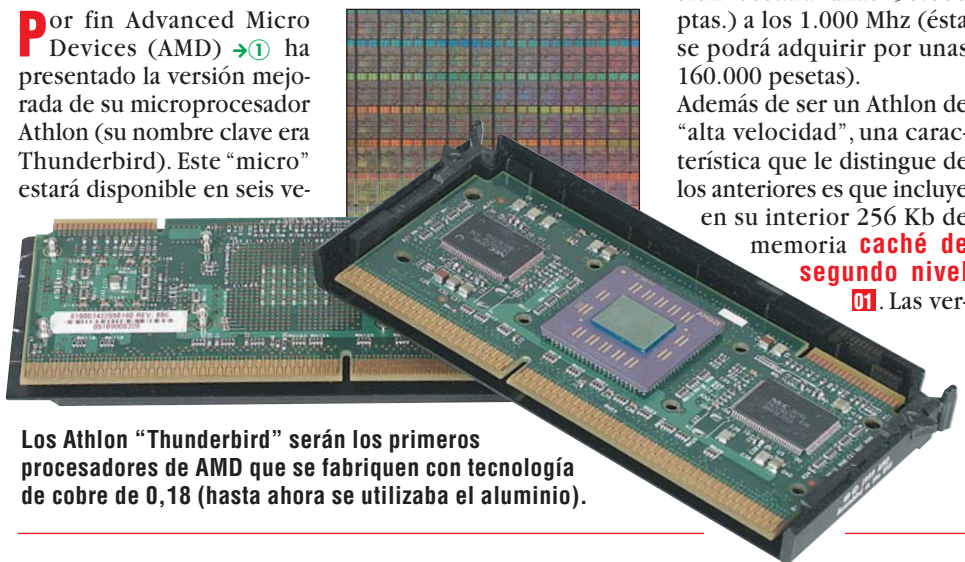 Por fin Advanced Micro
Devices (AMD) →① ha
presentado la versión mejo-
rada de su microprocesador
Athlon (su nombre clave era
Thunderbird). Este “micro”
estará disponible en seis ve-
ptas.) a los 1.000 Mhz (ésta
se podrá adquirir por unas
160.000 pesetas).
Además de ser un Athlon de
“alta velocidad”, una carac-
terística que le distingue de
los anteriores es que incluye
en su interior 256 Kb de
memoria caché de
segundo nivel
01. Las ver-
Los Athlon “Thunderbird” serán los primeros
procesadores de AMD que se fabriquen con tecnología
de cobre de 0,18 (hasta ahora se utilizaba el aluminio).